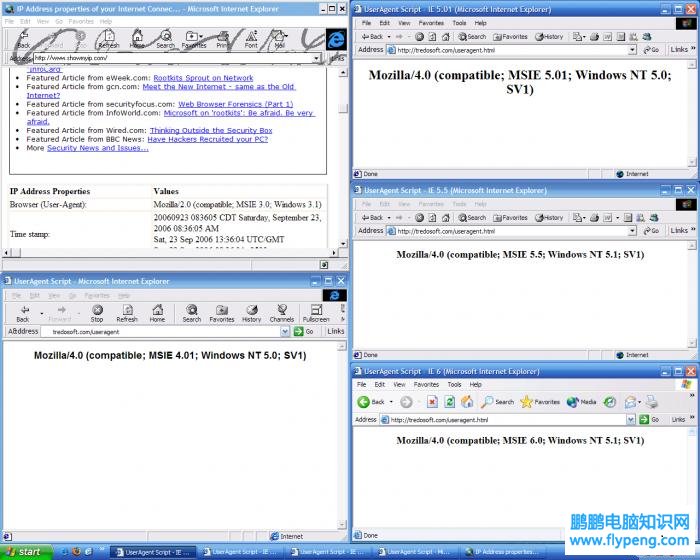 IP Address properties of your Internet Connec... - Microsoft Internet Explorer
File Edit View Go Favorites Help
Back Stop Refresh Home Search Favorites Print Font Mail
Address http://www.showmyip.com/
InfoCard
Featured Article from eWeek.com: Rootkits Sprout on Network
Featured Article from gcn.com: Meet the New Internet - same as the Old
Internet?
Featured Article from securityfocus.com: Web Browser Forensics (Part 1)
Featured Article from InfoWorld.com: Microsoft on 'rootkits': Be afraid. Be very
afraid.
Featured Article from Wired.com: Thinking Outside the Security Box
Featured Article from BBC News: Have Hackers Recruited your PC?
More Security News and Issues...
IP Address Properties Values
Browser (User-Agent): Mozilla/2.0 (compatible; MSIE 3.0; Windows 3.1)
Time stamp:
20060923 083605 CDT Saturday, September 23,
2006 08:36:05 AM
Sat, 23 Sep 2006 13:36:04 UTC/GMT
UserAgent Script - Microsoft Internet Explorer
File Edit View Go Favorites Help
Back Forward Stop Refresh Home Search Favorites History Channels Fullscreen
Address tredosoft.com/useragent Go Links
Mozilla/4.0 (compatible; MSIE 4.01; Windows NT 5.0; SV1)
Internet
UserAgent Script - IE 5.01 (Microsoft Internet Explorer)
File Edit View Favorites Tools Help
Back Search Favorites History
Address http://tredosoft.com/useragent.html Go Links »
Mozilla/4.0 (compatible; MSIE 5.01; Windows NT 5.0;
SV1)
Done Internet
UserAgent Script - IE 5.5 (Microsoft Internet Explorer)
File Edit View Favorites Tools Help
Back Search Favorites History
Address http://tredosoft.com/useragent.html Go Links »
Mozilla/4.0 (compatible; MSIE 5.5; Windows NT 5.1; SV1)
Done Internet
UserAgent Script - IE 6 (Microsoft Internet Explorer)
File Edit View Favorites Tools Help
Back Search Favorites Media
Address http://tredosoft.com/useragent.html Go Links
Mozilla/4.0 (compatible; MSIE 6.0; Windows NT 5.1; SV1)
Done
鹏鹏电脑知识网
www.flypeng.com
start UserAgent Script - IE ... UserAgent Script - IE ... UserAgent Script - IE ... UserAgent Script - Mi... IP Address properties...